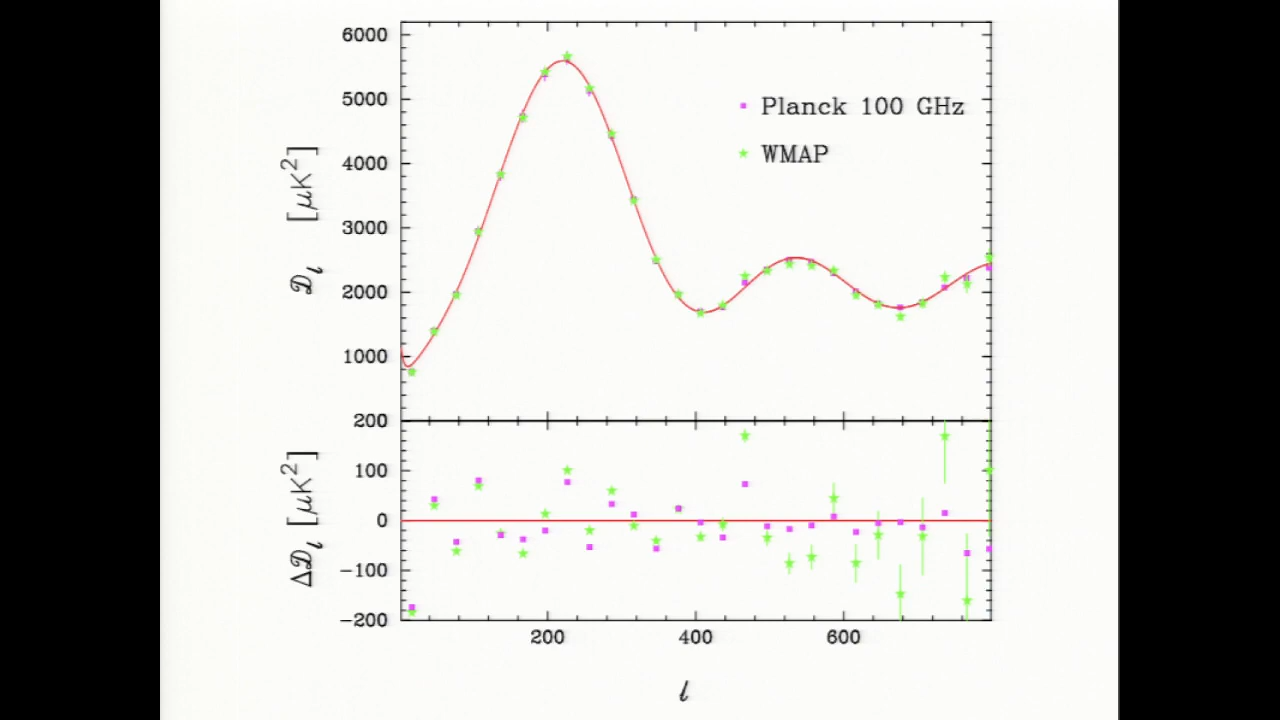 6000
5000
4000
3000
2000
1000
200
𝒟ℓ [μK²]
Planck 100 GHz
WMAP
100
0
−100
−200
Δ𝒟ℓ [μK²]
200 400 600
ℓ